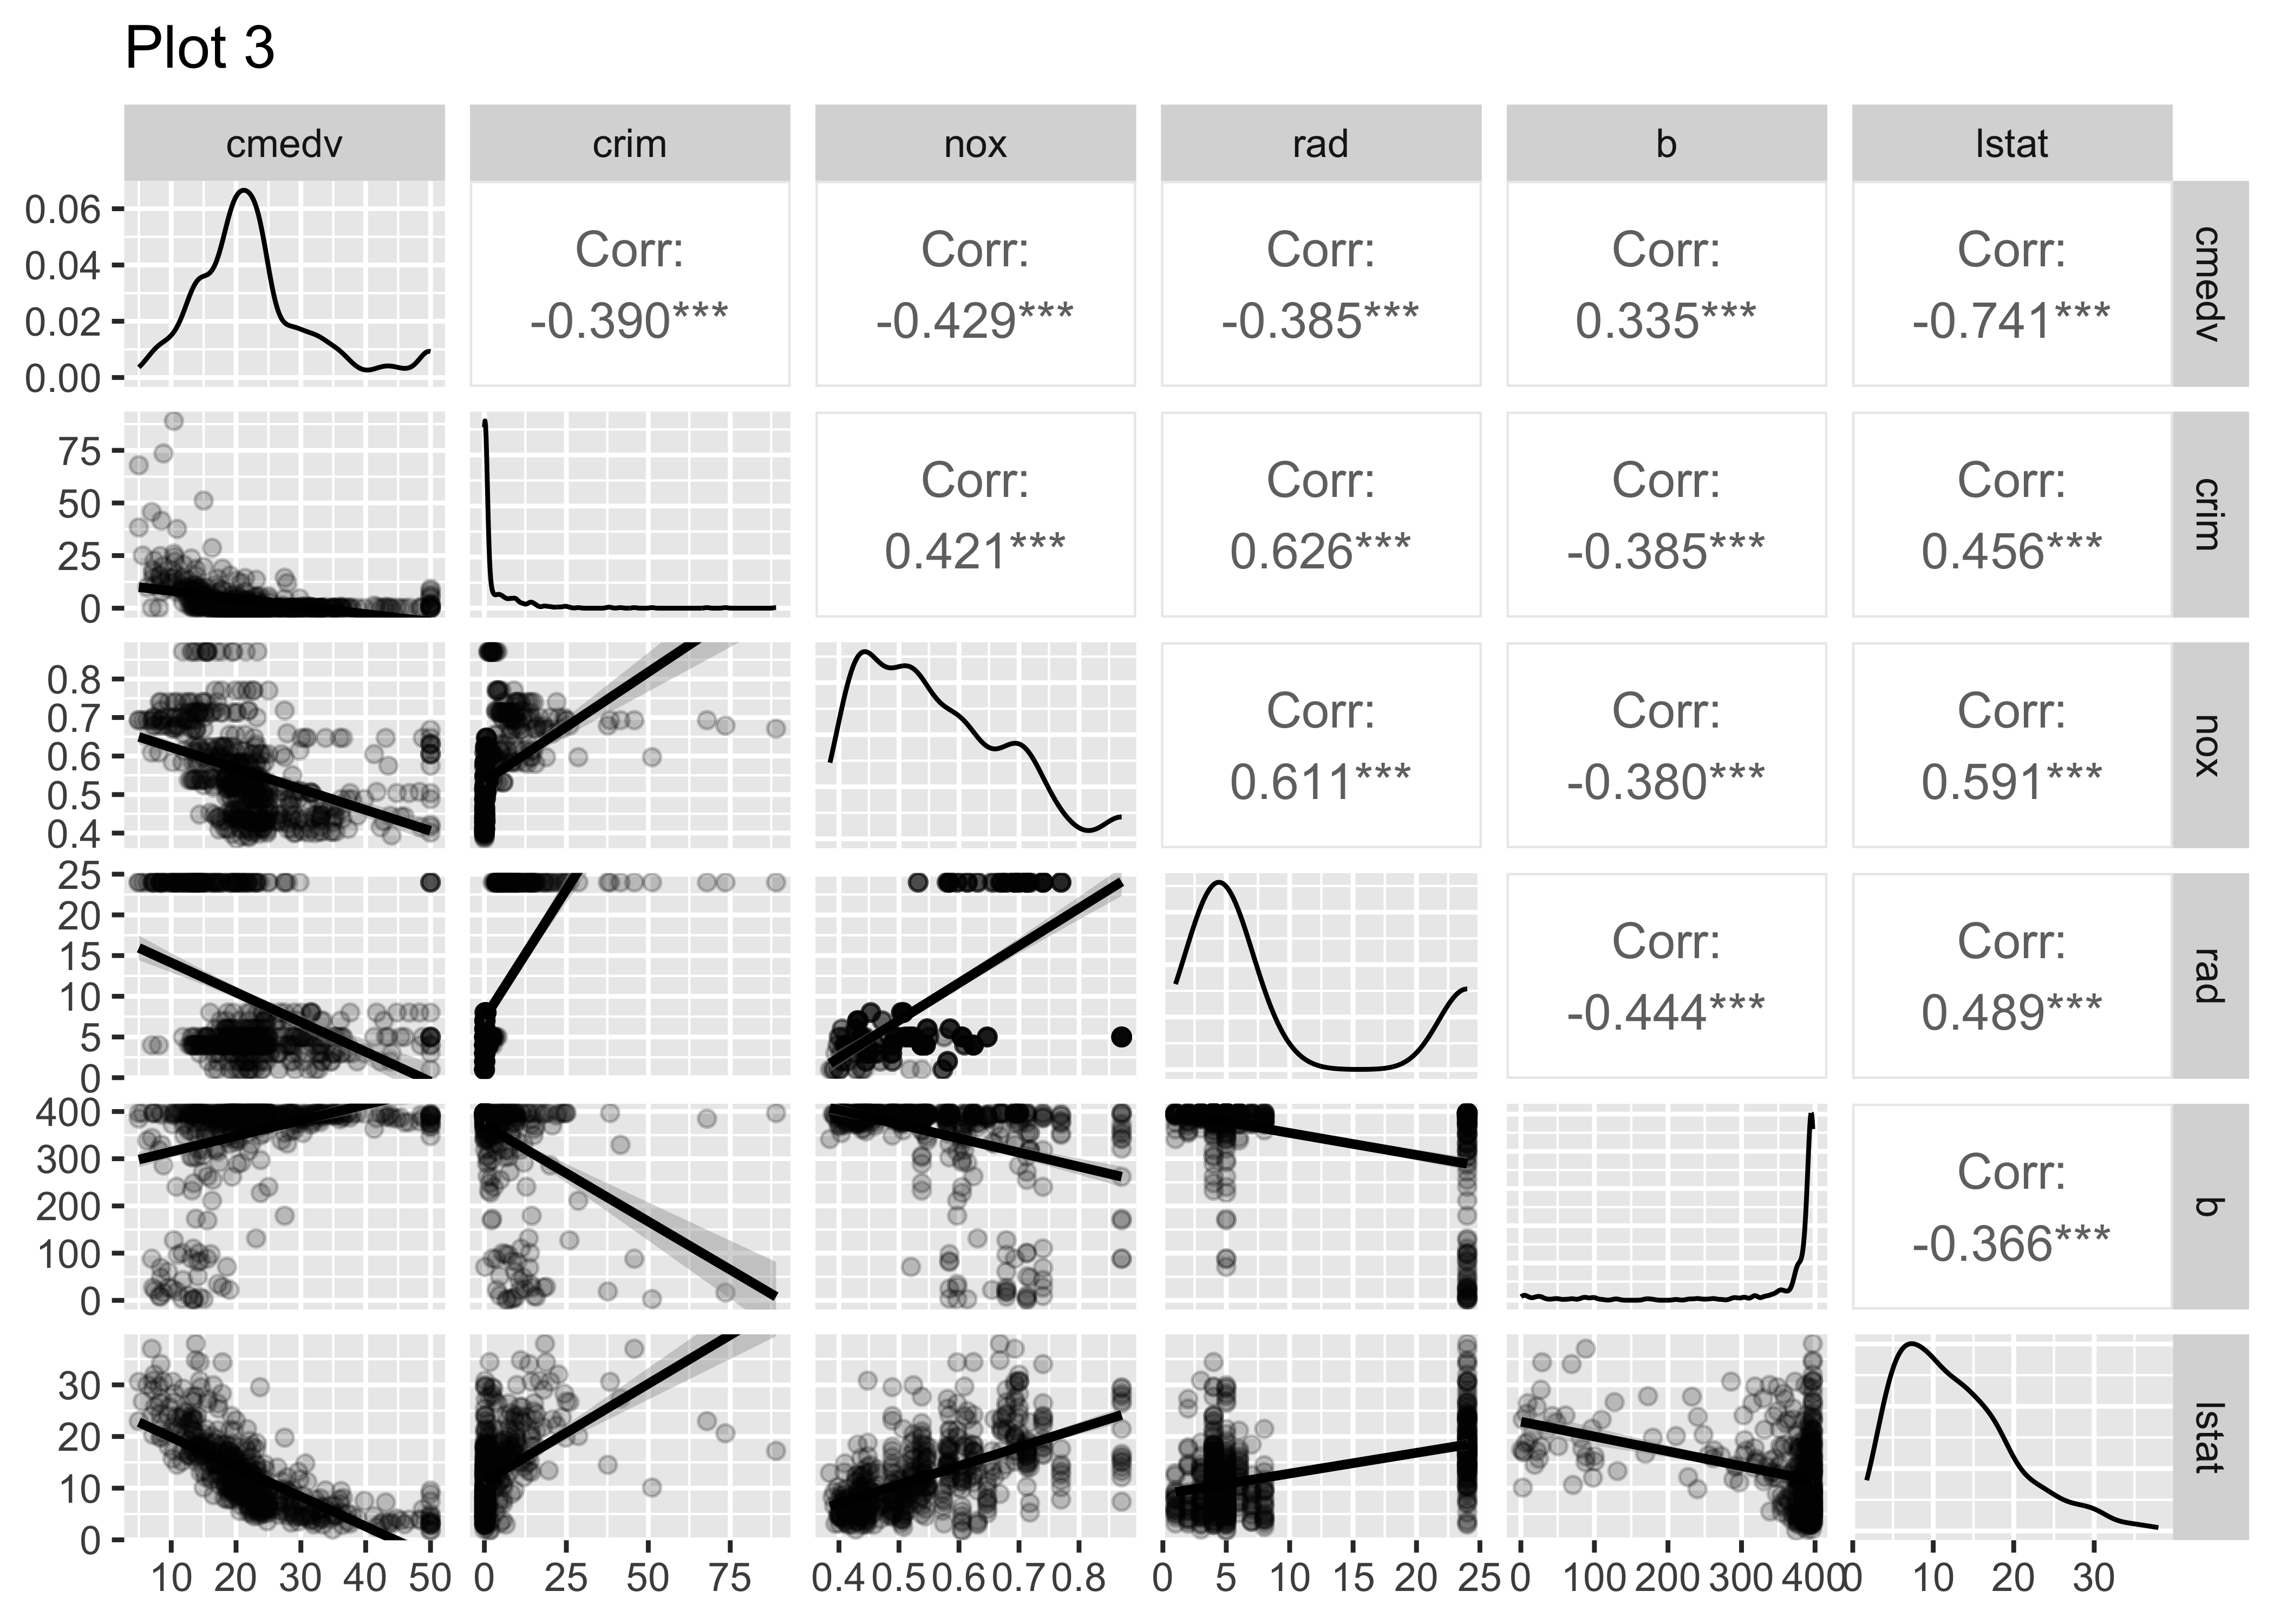 Plot 3
cmedv crim nox rad b lstat
0.06
0.04
0.02
0.00
Corr: Corr: Corr: Corr: Corr:
-0.390*** -0.429*** -0.385*** 0.335*** -0.741***
cmedv
75
50
25
0
Corr: Corr: Corr: Corr:
0.421*** 0.626*** -0.385*** 0.456***
crim
0.8
0.7
0.6
0.5
0.4
Corr: Corr: Corr:
0.611*** -0.380*** 0.591***
nox
25
20
15
10
5
0
Corr: Corr:
-0.444*** 0.489***
rad
400
300
200
100
0
Corr:
-0.366***
b
30
20
10
0
lstat
10 20 30 40 50 0 25 50 75 0.4 0.5 0.6 0.7 0.8 0 5 10 15 20 25 0 100 200 300 400 0 10 20 30